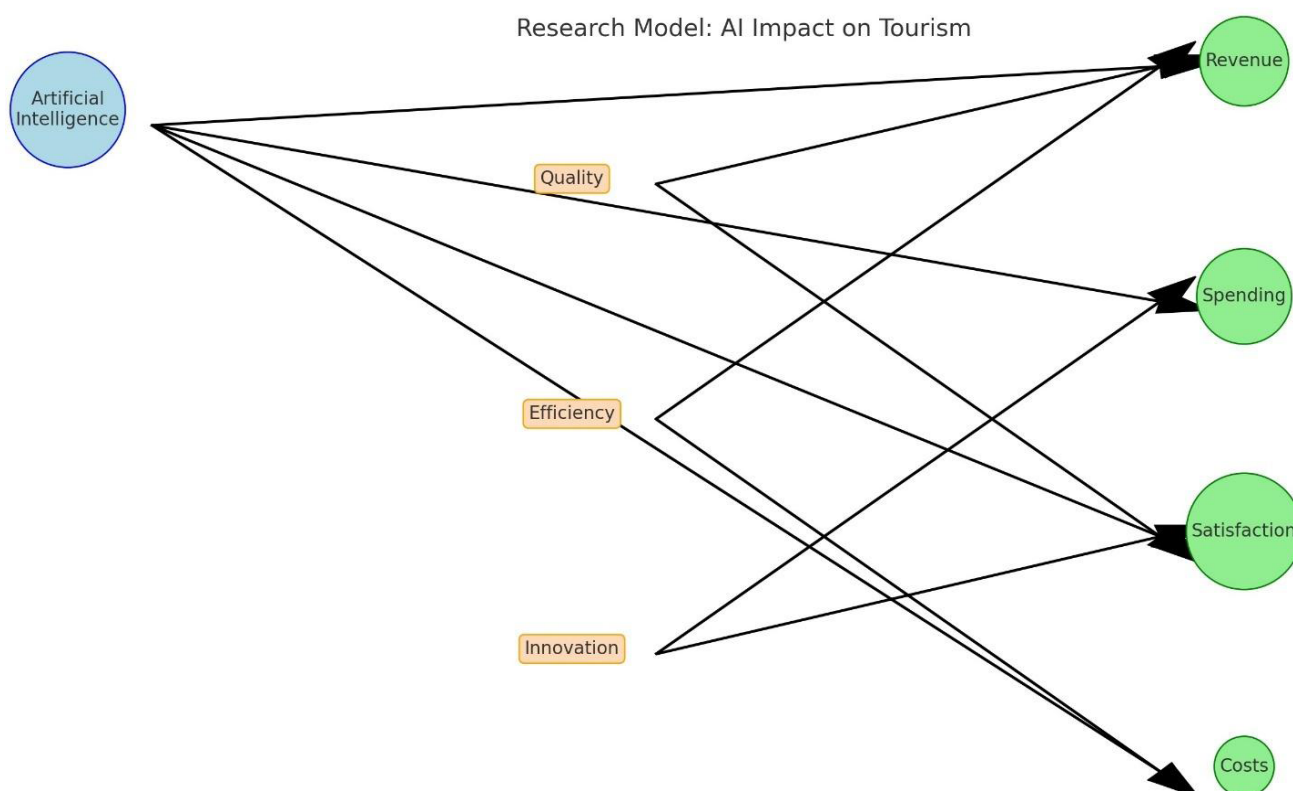 Research Model: AI Impact on Tourism
Artificial
Intelligence
Revenue
Quality
Spending
Efficiency
Satisfaction
Innovation
Costs